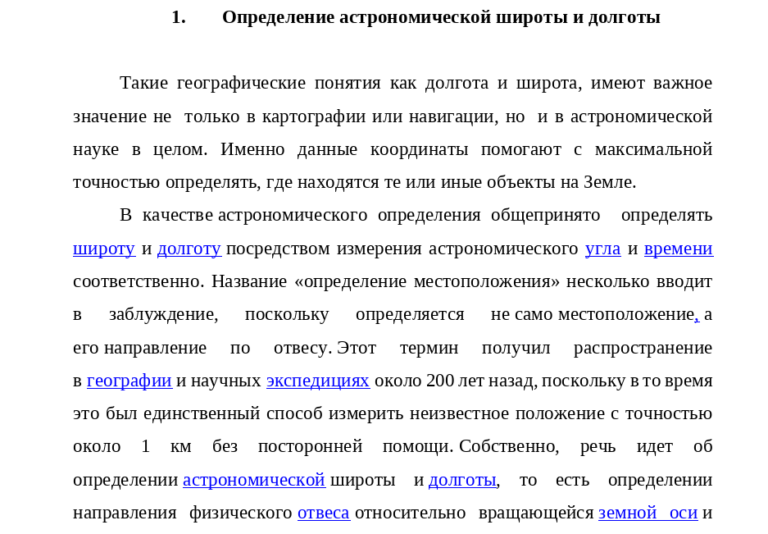 1. Определение астрономической широты и долготы
Такие географические понятия как долгота и широта, имеют важное
значение не только в картографии или навигации, но и в астрономической
науке в целом. Именно данные координаты помогают с максимальной
точностью определять, где находятся те или иные объекты на Земле.
В качестве астрономического определения общепринято определять
широту и долготу посредством измерения астрономического угла и времени
соответственно. Название «определение местоположения» несколько вводит
в заблуждение, поскольку определяется не само местоположение, а
его направление по отвесу. Этот термин получил распространение
в географии и научных экспедициях около 200 лет назад, поскольку в то время
это был единственный способ измерить неизвестное положение с точностью
около 1 км без посторонней помощи. Собственно, речь идет об
определении астрономической широты и долготы, то есть определении
направления физического отвеса относительно вращающейся земной оси и